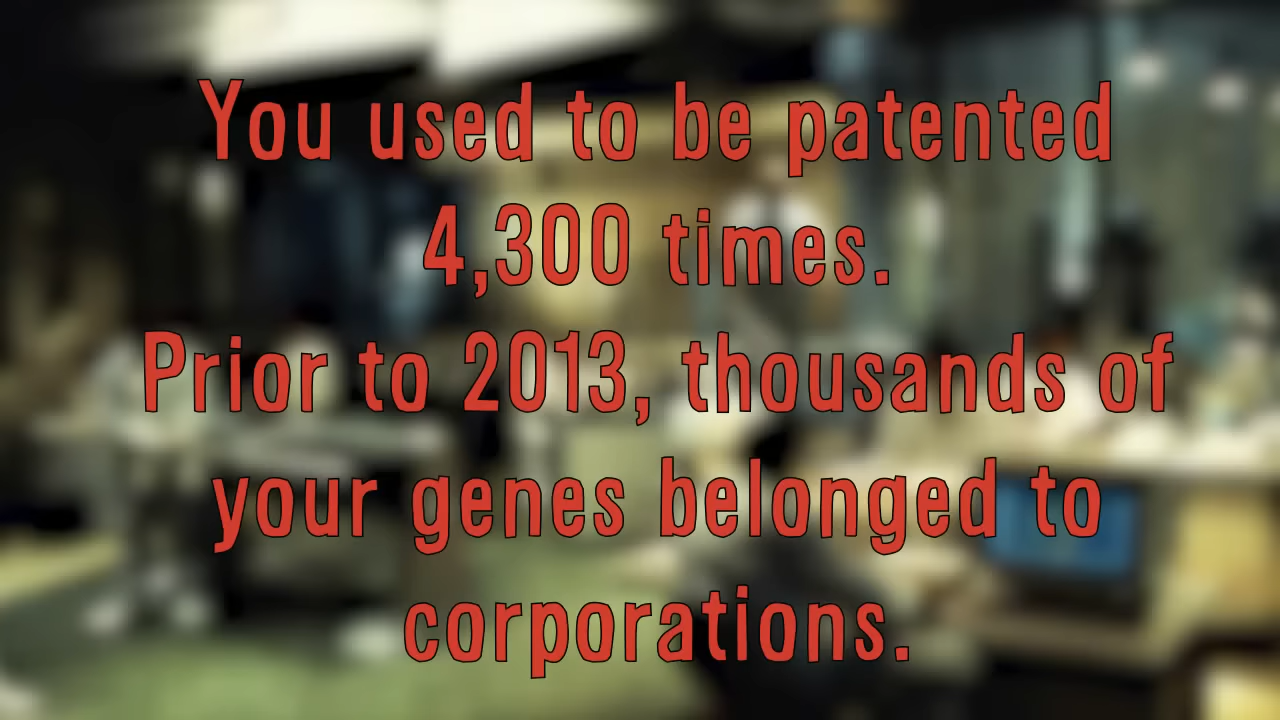 You used to be patented
4,300 times.
Prior to 2013, thousands of
your genes belonged to
corporations.